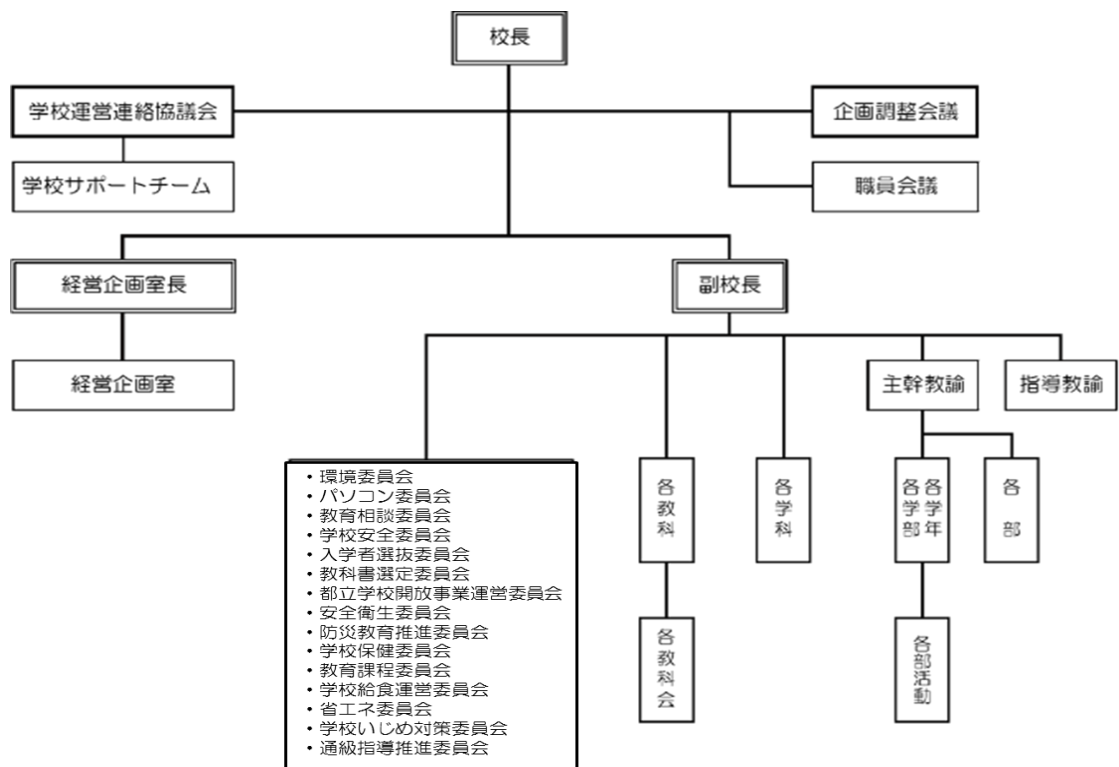 校長
学校運営連絡協議会
企画調整会議
学校サポートチーム
職員会議
経営企画室長
副校長
経営企画室
主幹教諭
指導教諭
・環境委員会
・パソコン委員会
・教育相談委員会
・学校安全委員会
・入学者選抜委員会
・教科書選定委員会
・都立学校開放事業運営委員会
・安全衛生委員会
・防災教育推進委員会
・学校保健委員会
・教育課程委員会
・学校給食運営委員会
・省エネ委員会
・学校いじめ対策委員会
・通級指導推進委員会
各教科
各学科
各学年
各学部
各部
各教科会
各部活動